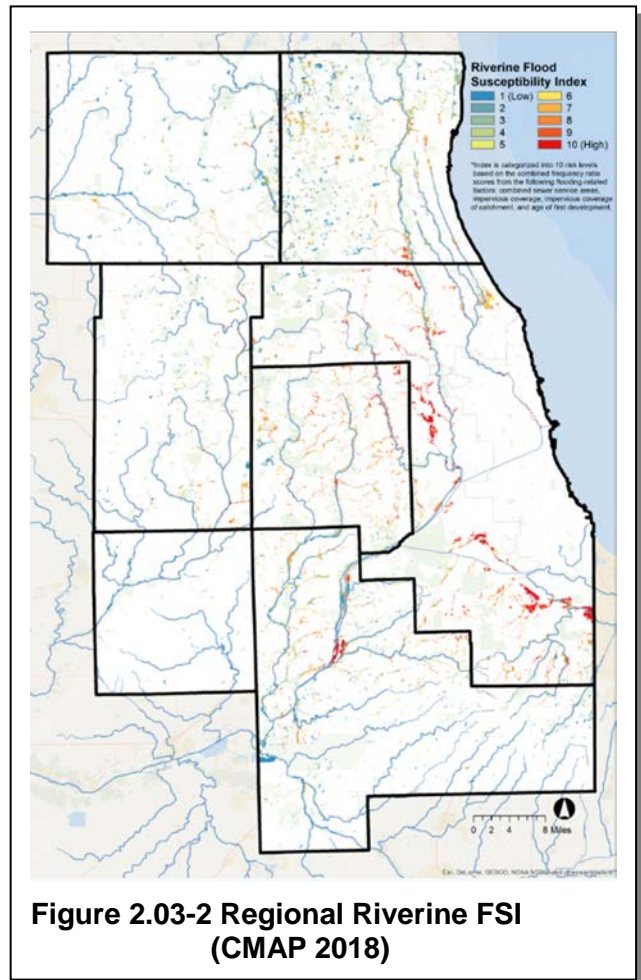 Riverine Flood
Susceptibility Index
1 (Low)
2
3
4
5
6
7
8
9
10 (High)
*Index is categorized into 10 risk levels
based on the combined frequency ratio
scores from the following flooding-related
factors: combined sewer service areas,
impervious coverage, impervious coverage
of catchment, and age of first development.
0 2 4 8 Miles
Figure 2.03-2 Regional Riverine FSI
(CMAP 2018)